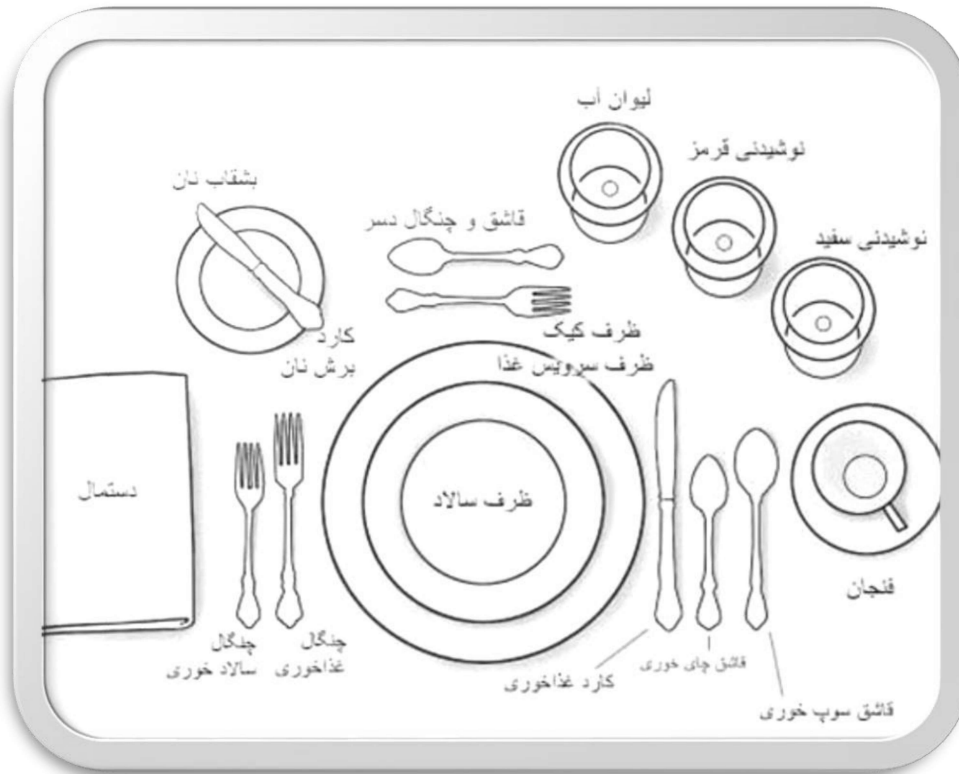 لیوان آب
نوشیدنی قرمز
نوشیدنی سفید
بشقاب نان
قاشق و چنگال دسر
کارد
برش نان
ظرف کیک
ظرف سرویس غذا
ظرف سالاد
دستمال
فنجان
چنگال
غذاخوری
چنگال
سالاد خوری
کارد غذاخوری
قاشق چای خوری
قاشق سوپ خوری